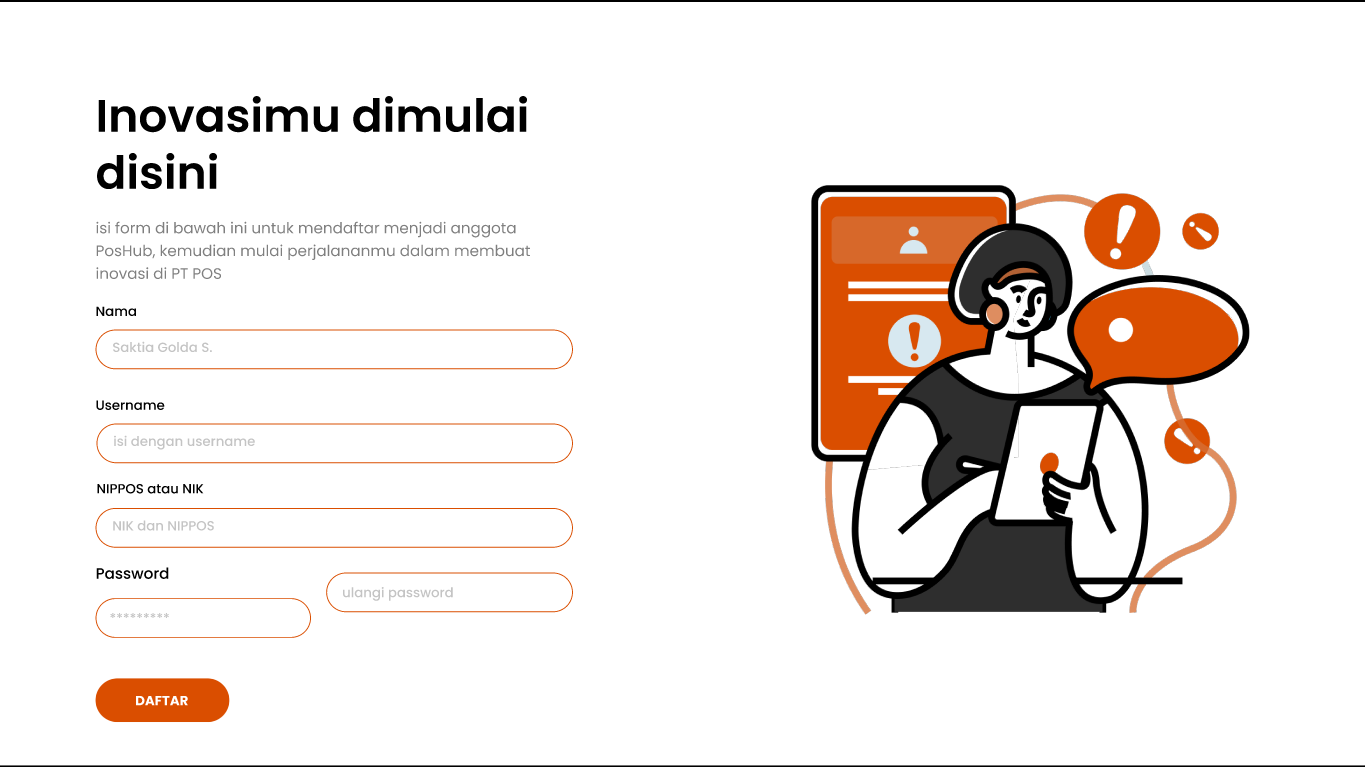 Inovasimu dimulai
disini
isi form di bawah ini untuk mendaftar menjadi anggota
PosHub, kemudian mulai perjalananmu dalam membuat
inovasi di PT POS
Nama
Saktia Golda S.
Username
isi dengan username
NIPPOS atau NIK
NIK dan NIPPOS
Password
*********
ulangi password
DAFTAR